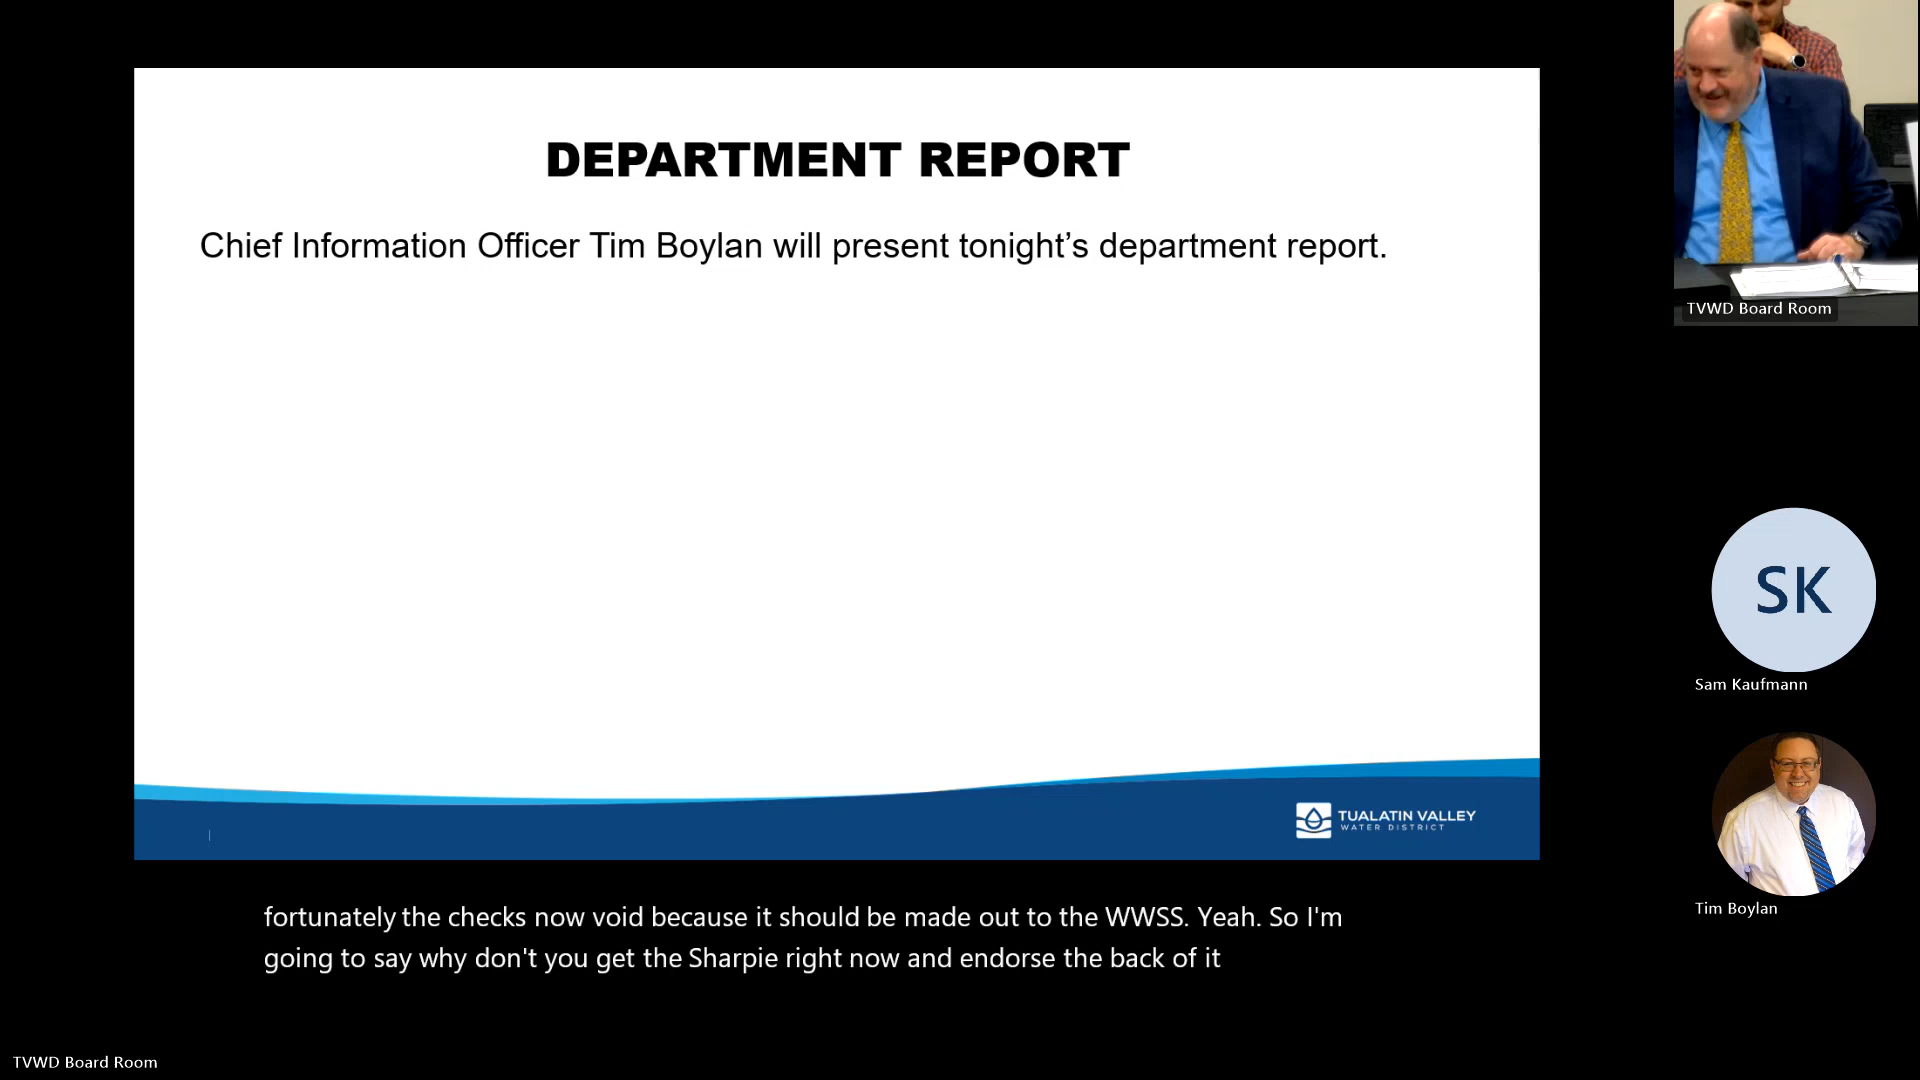 DEPARTMENT REPORT
Chief Information Officer Tim Boylan will present tonight’s department report.
TUALATIN VALLEY
WATER DISTRICT
TVWD Board Room
SK
Sam Kaufmann
Tim Boylan
fortunately the checks now void because it should be made out to the WWSS. Yeah. So I'm
going to say why don't you get the Sharpie right now and endorse the back of it
TVWD Board Room